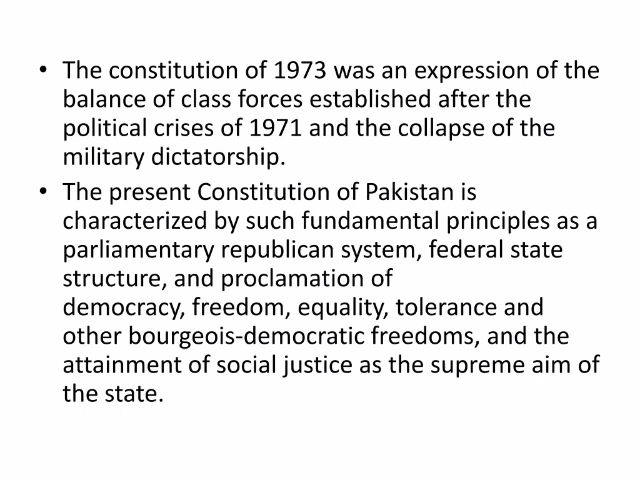 • The constitution of 1973 was an expression of the
balance of class forces established after the
political crises of 1971 and the collapse of the
military dictatorship.
• The present Constitution of Pakistan is
characterized by such fundamental principles as a
parliamentary republican system, federal state
structure, and proclamation of
democracy, freedom, equality, tolerance and
other bourgeois-democratic freedoms, and the
attainment of social justice as the supreme aim of
the state.